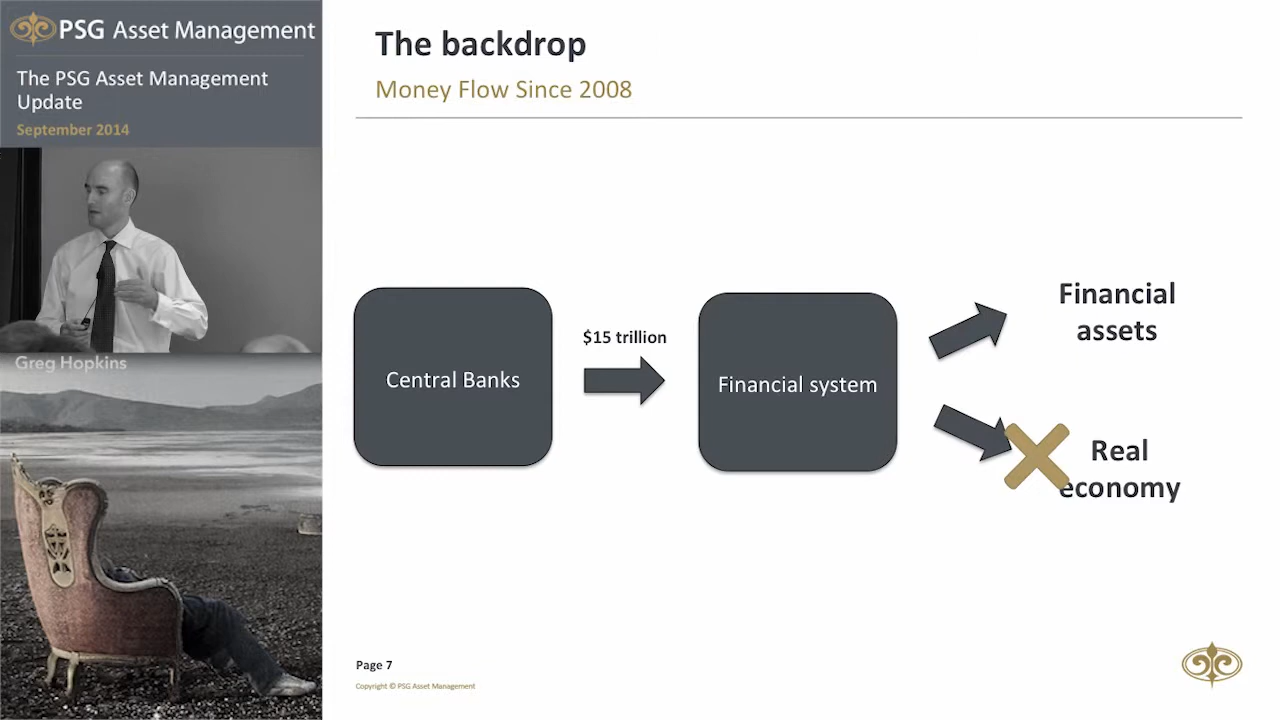 PSG Asset Management
The PSG Asset Management
Update
September 2014
Greg Hopkins
The backdrop
Money Flow Since 2008
Central Banks
$15 trillion
Financial system
Financial
assets
Real
economy
Page 7
Copyright © PSG Asset Management